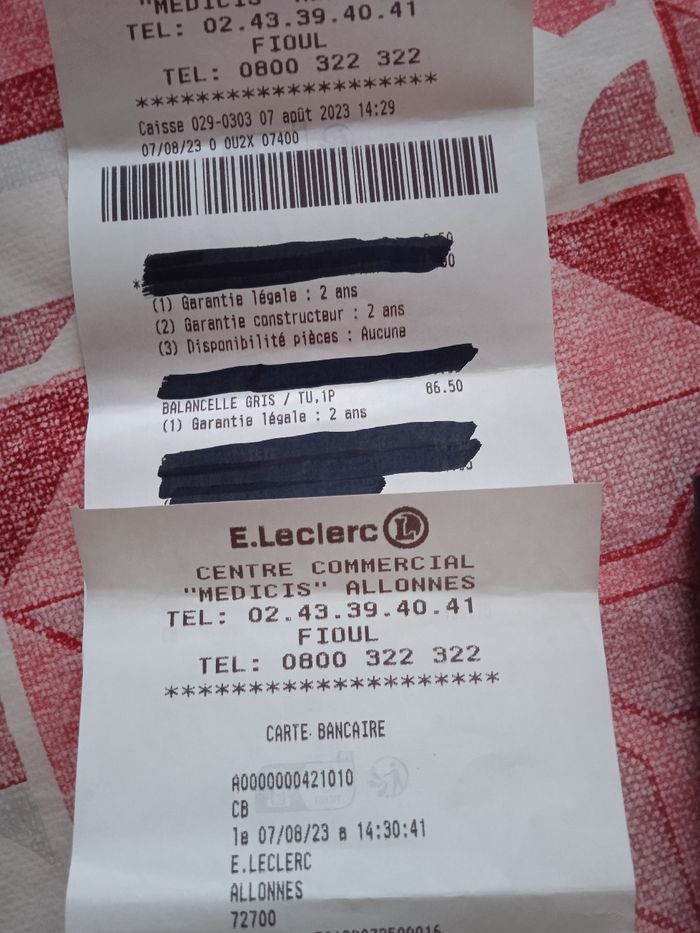 "MEDICIS"
TEL: 02.43.39.40.41
FIOUL
TEL: 0800 322 322
********************
Caisse 029-0303 07 août 2023 14:29
07/08/23 0 0U2X 07400
*
(1) Garantie légale : 2 ans
(2) Garantie constructeur : 2 ans
(3) Disponibilité pièces : Aucune
BALANCELLE GRIS / TU,1P 86.50
(1) Garantie légale : 2 ans
E.Leclerc L
CENTRE COMMERCIAL
"MEDICIS" ALLONNES
TEL: 02.43.39.40.41
FIOUL
TEL: 0800 322 322
********************
CARTE BANCAIRE
A0000000421010
CB
le 07/08/23 a 14:30:41
E.LECLERC
ALLONNES
72700